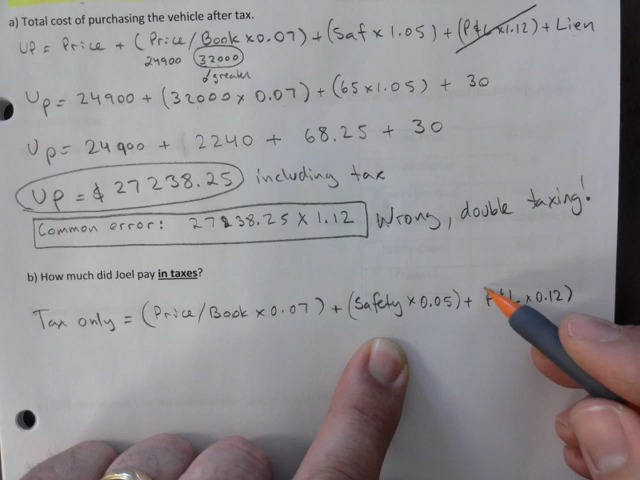 a) Total cost of purchasing the vehicle after tax.
UP = Price + (Price/Book x 0.07) + (Saf x 1.05) + (P&L x 1.12) + Lien
24900 32000
greater
Up = 24900 + (32000 x 0.07) + (65 x 1.05) + 30
Up = 24900 + 2240 + 68.25 + 30
UP = $ 27238.25 including tax
Common error: 27238.25 x 1.12 Wrong, double taxing!
b) How much did Joel pay in taxes?
Tax only = (Price/Book x 0.07) + (Safety x 0.05) + x 0.12)